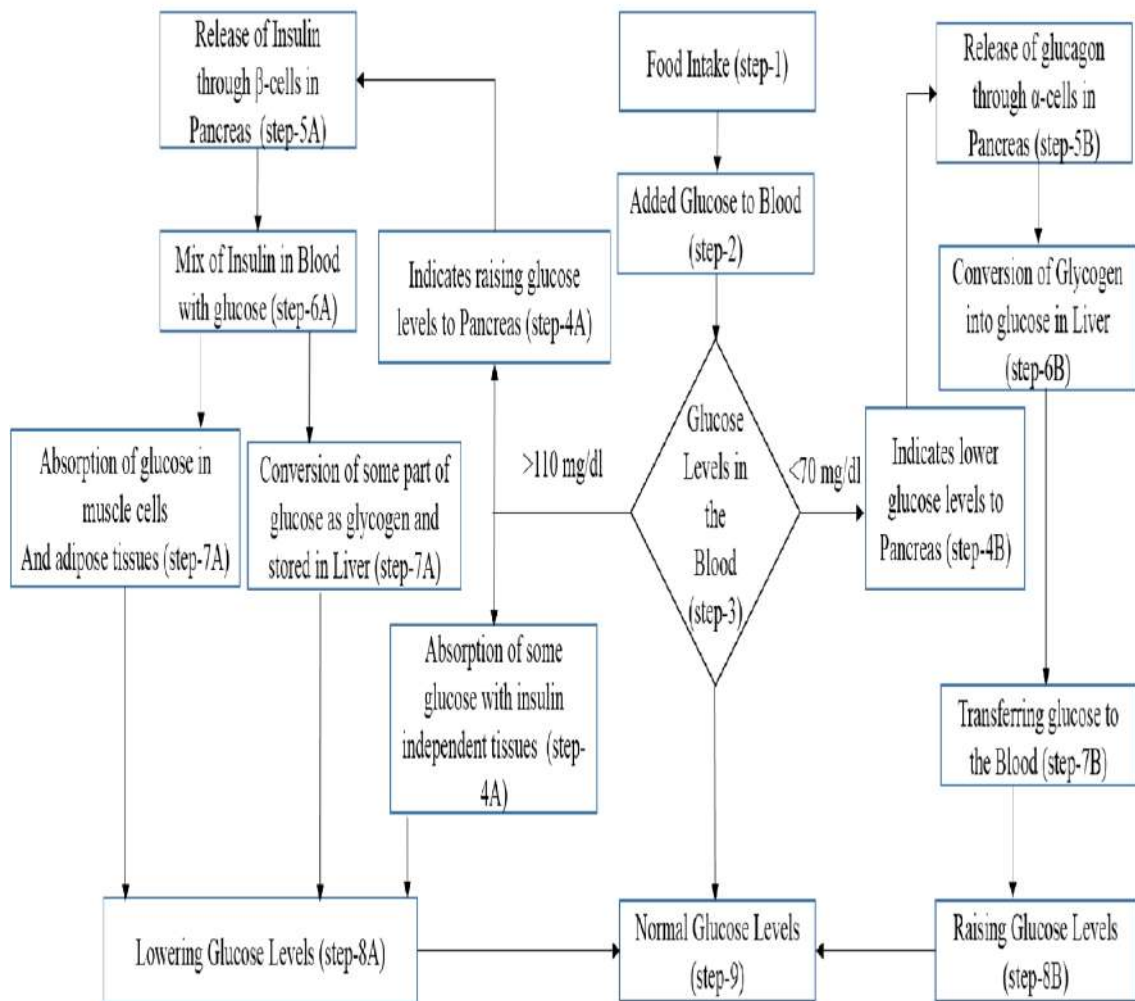 Release of Insulin
through β-cells in
Pancreas (step-5A)
Food Intake (step-1)
Release of glucagon
through α-cells in
Pancreas (step-5B)
Added Glucose to Blood
(step-2)
Mix of Insulin in Blood
with glucose (step-6A)
Indicates raising glucose
levels to Pancreas (step-4A)
Conversion of Glycogen
into glucose in Liver
(step-6B)
Glucose
Levels in
the
Blood
(step-3)
>110 mg/dl
<70 mg/dl
Indicates lower
glucose levels to
Pancreas (step-4B)
Absorption of glucose in
muscle cells
And adipose tissues (step-7A)
Conversion of some part of
glucose as glycogen and
stored in Liver (step-7A)
Absorption of some
glucose with insulin
independent tissues (step-
4A)
Transferring glucose to
the Blood (step-7B)
Lowering Glucose Levels (step-8A)
Normal Glucose Levels
(step-9)
Raising Glucose Levels
(step-8B)